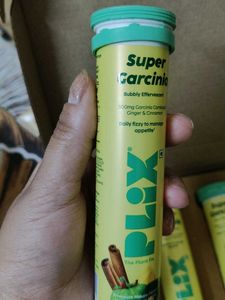 Super
Garcinia
Bubbly Effervescent
500mg Garcinia Cambogia
Ginger & Cinnamon
Daily fizzy to manage
appetite*
PLiX
The Plant Fix